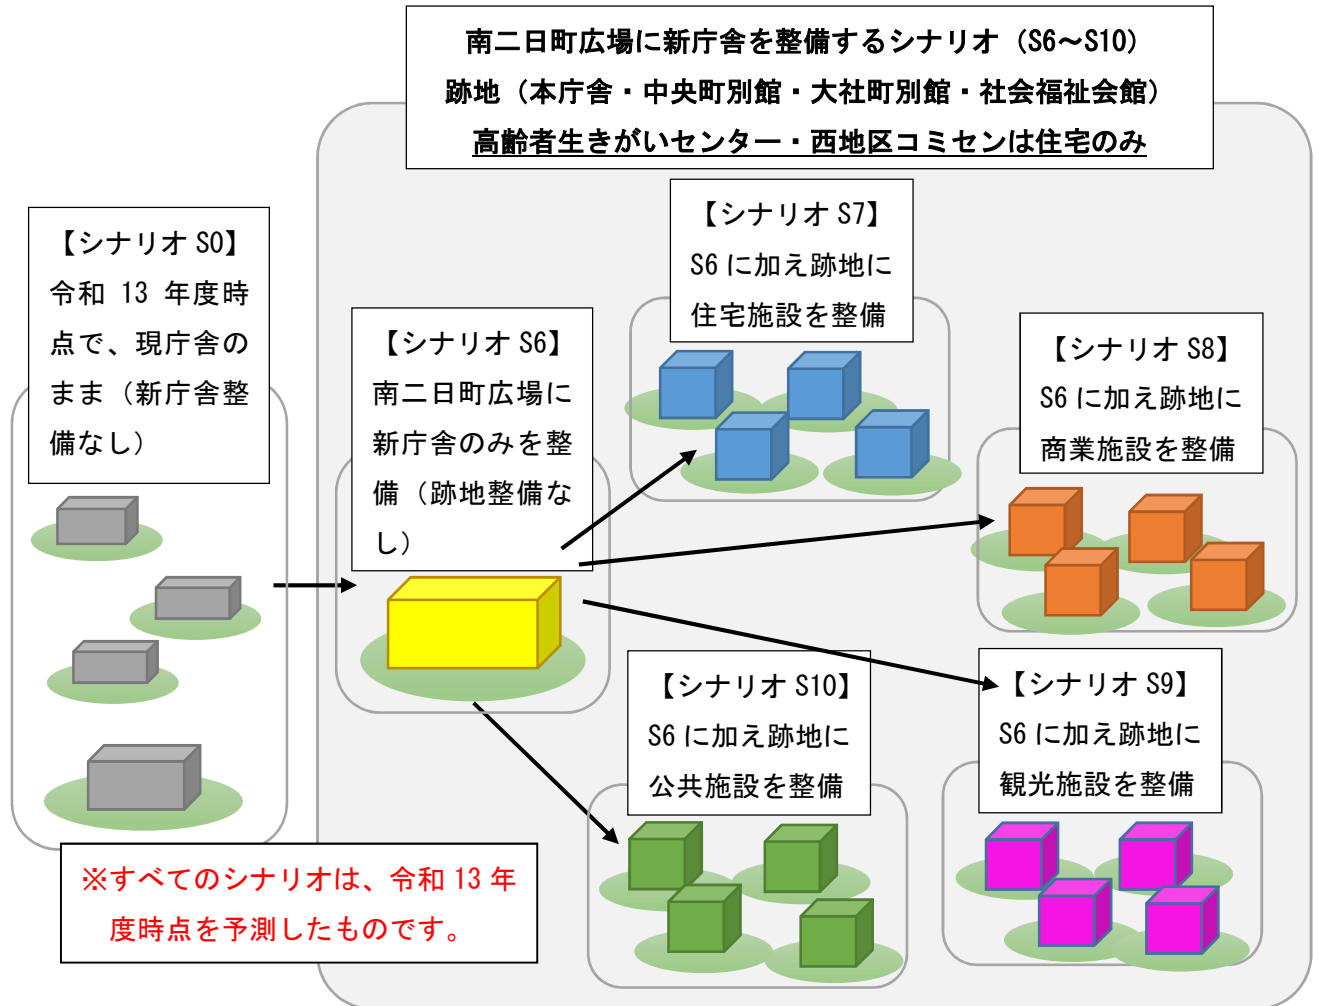 南二日町広場に新庁舎を整備するシナリオ（S6～S10）
跡地（本庁舎・中央町別館・大社町別館・社会福祉会館）
高齢者生きがいセンター・西地区コミセンは住宅のみ
【シナリオ S0】
令和 13 年度時
点で、現庁舎の
まま（新庁舎整
備なし）
【シナリオ S6】
南二日町広場に
新庁舎のみを整
備（跡地整備な
し）
【シナリオ S7】
S6 に加え跡地に
住宅施設を整備
【シナリオ S8】
S6 に加え跡地に
商業施設を整備
【シナリオ S10】
S6 に加え跡地に
公共施設を整備
【シナリオ S9】
S6 に加え跡地に
観光施設を整備
※すべてのシナリオは、令和 13 年
度時点を予測したものです。